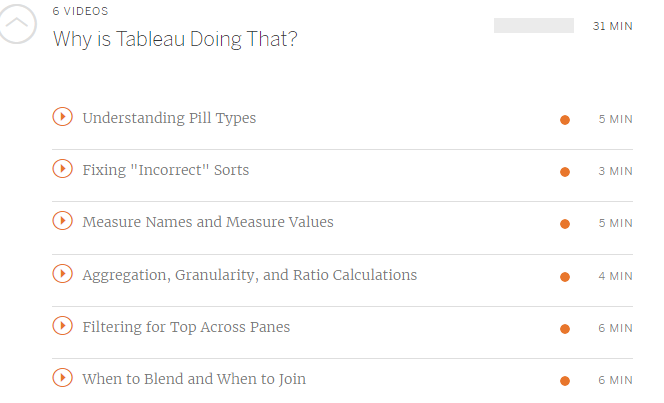 6 VIDEOS
31 MIN
Why is Tableau Doing That?
Understanding Pill Types 5 MIN
Fixing "Incorrect" Sorts 3 MIN
Measure Names and Measure Values 5 MIN
Aggregation, Granularity, and Ratio Calculations 4 MIN
Filtering for Top Across Panes 6 MIN
When to Blend and When to Join 6 MIN